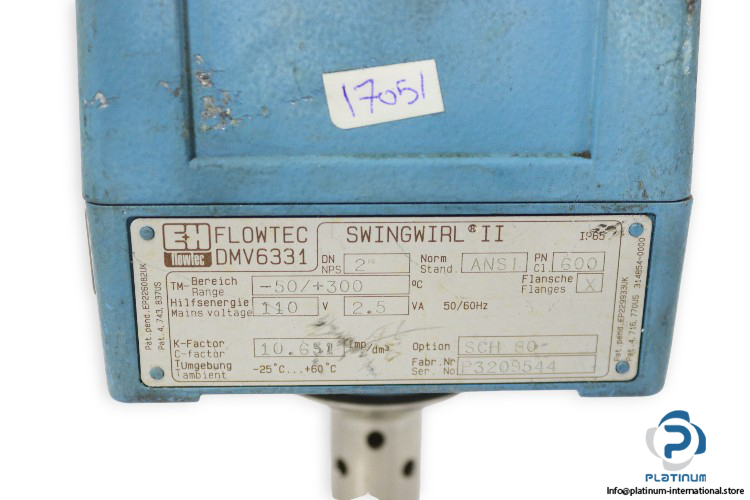 17051
E+H FLOWTEC SWINGWIRL® II IP65
flowtec DMV6331
DN NPS 2" Norm Stand. ANSI PN Cl. 600
TM- Bereich Range -50/+300 °C Flansche Flanges X
Hilfsenergie Mains voltage 110 V 2.5 VA 50/60Hz
K-Factor C-factor 10.651 Imp/dm³ Option SCH 80
TUmgebung Tambient -25°C...+60°C Fabr.Nr Ser. No P3209544
Pat. pend. EP226082UK
Pat. 4,743,837US
Pat. pend. EP229933UK
Pat. 4,716,770US 314854-0000
PLATINUM
Info@platinum-international.store